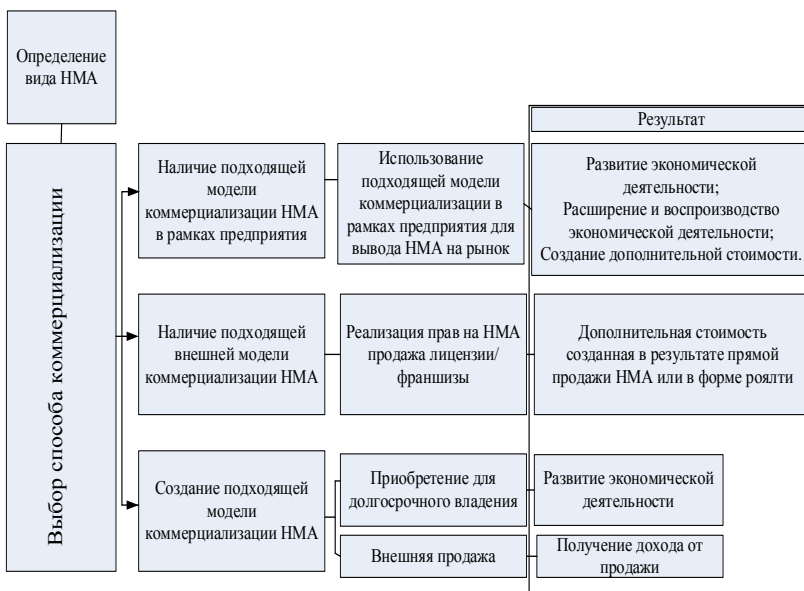 Определение
вида НМА
Результат
Выбор способа коммерциализации
Наличие подходящей
модели
коммерциализации НМА
в рамках предприятия
Использование
подходящей модели
коммерциализации в
рамках предприятия для
вывода НМА на рынок
Развитие экономической
деятельности;
Расширение и воспроизводство
экономической деятельности;
Создание дополнительной стоимости.
Наличие подходящей
внешней модели
коммерциализации НМА
Реализация прав на НМА
продажа лицензии/
франшизы
Дополнительная стоимость
созданная в результате прямой
продажи НМА или в форме роялти
Создание подходящей
модели
коммерциализации НМА
Приобретение для
долгосрочного владения
Развитие экономической
деятельности
Внешняя продажа
Получение дохода от
продажи